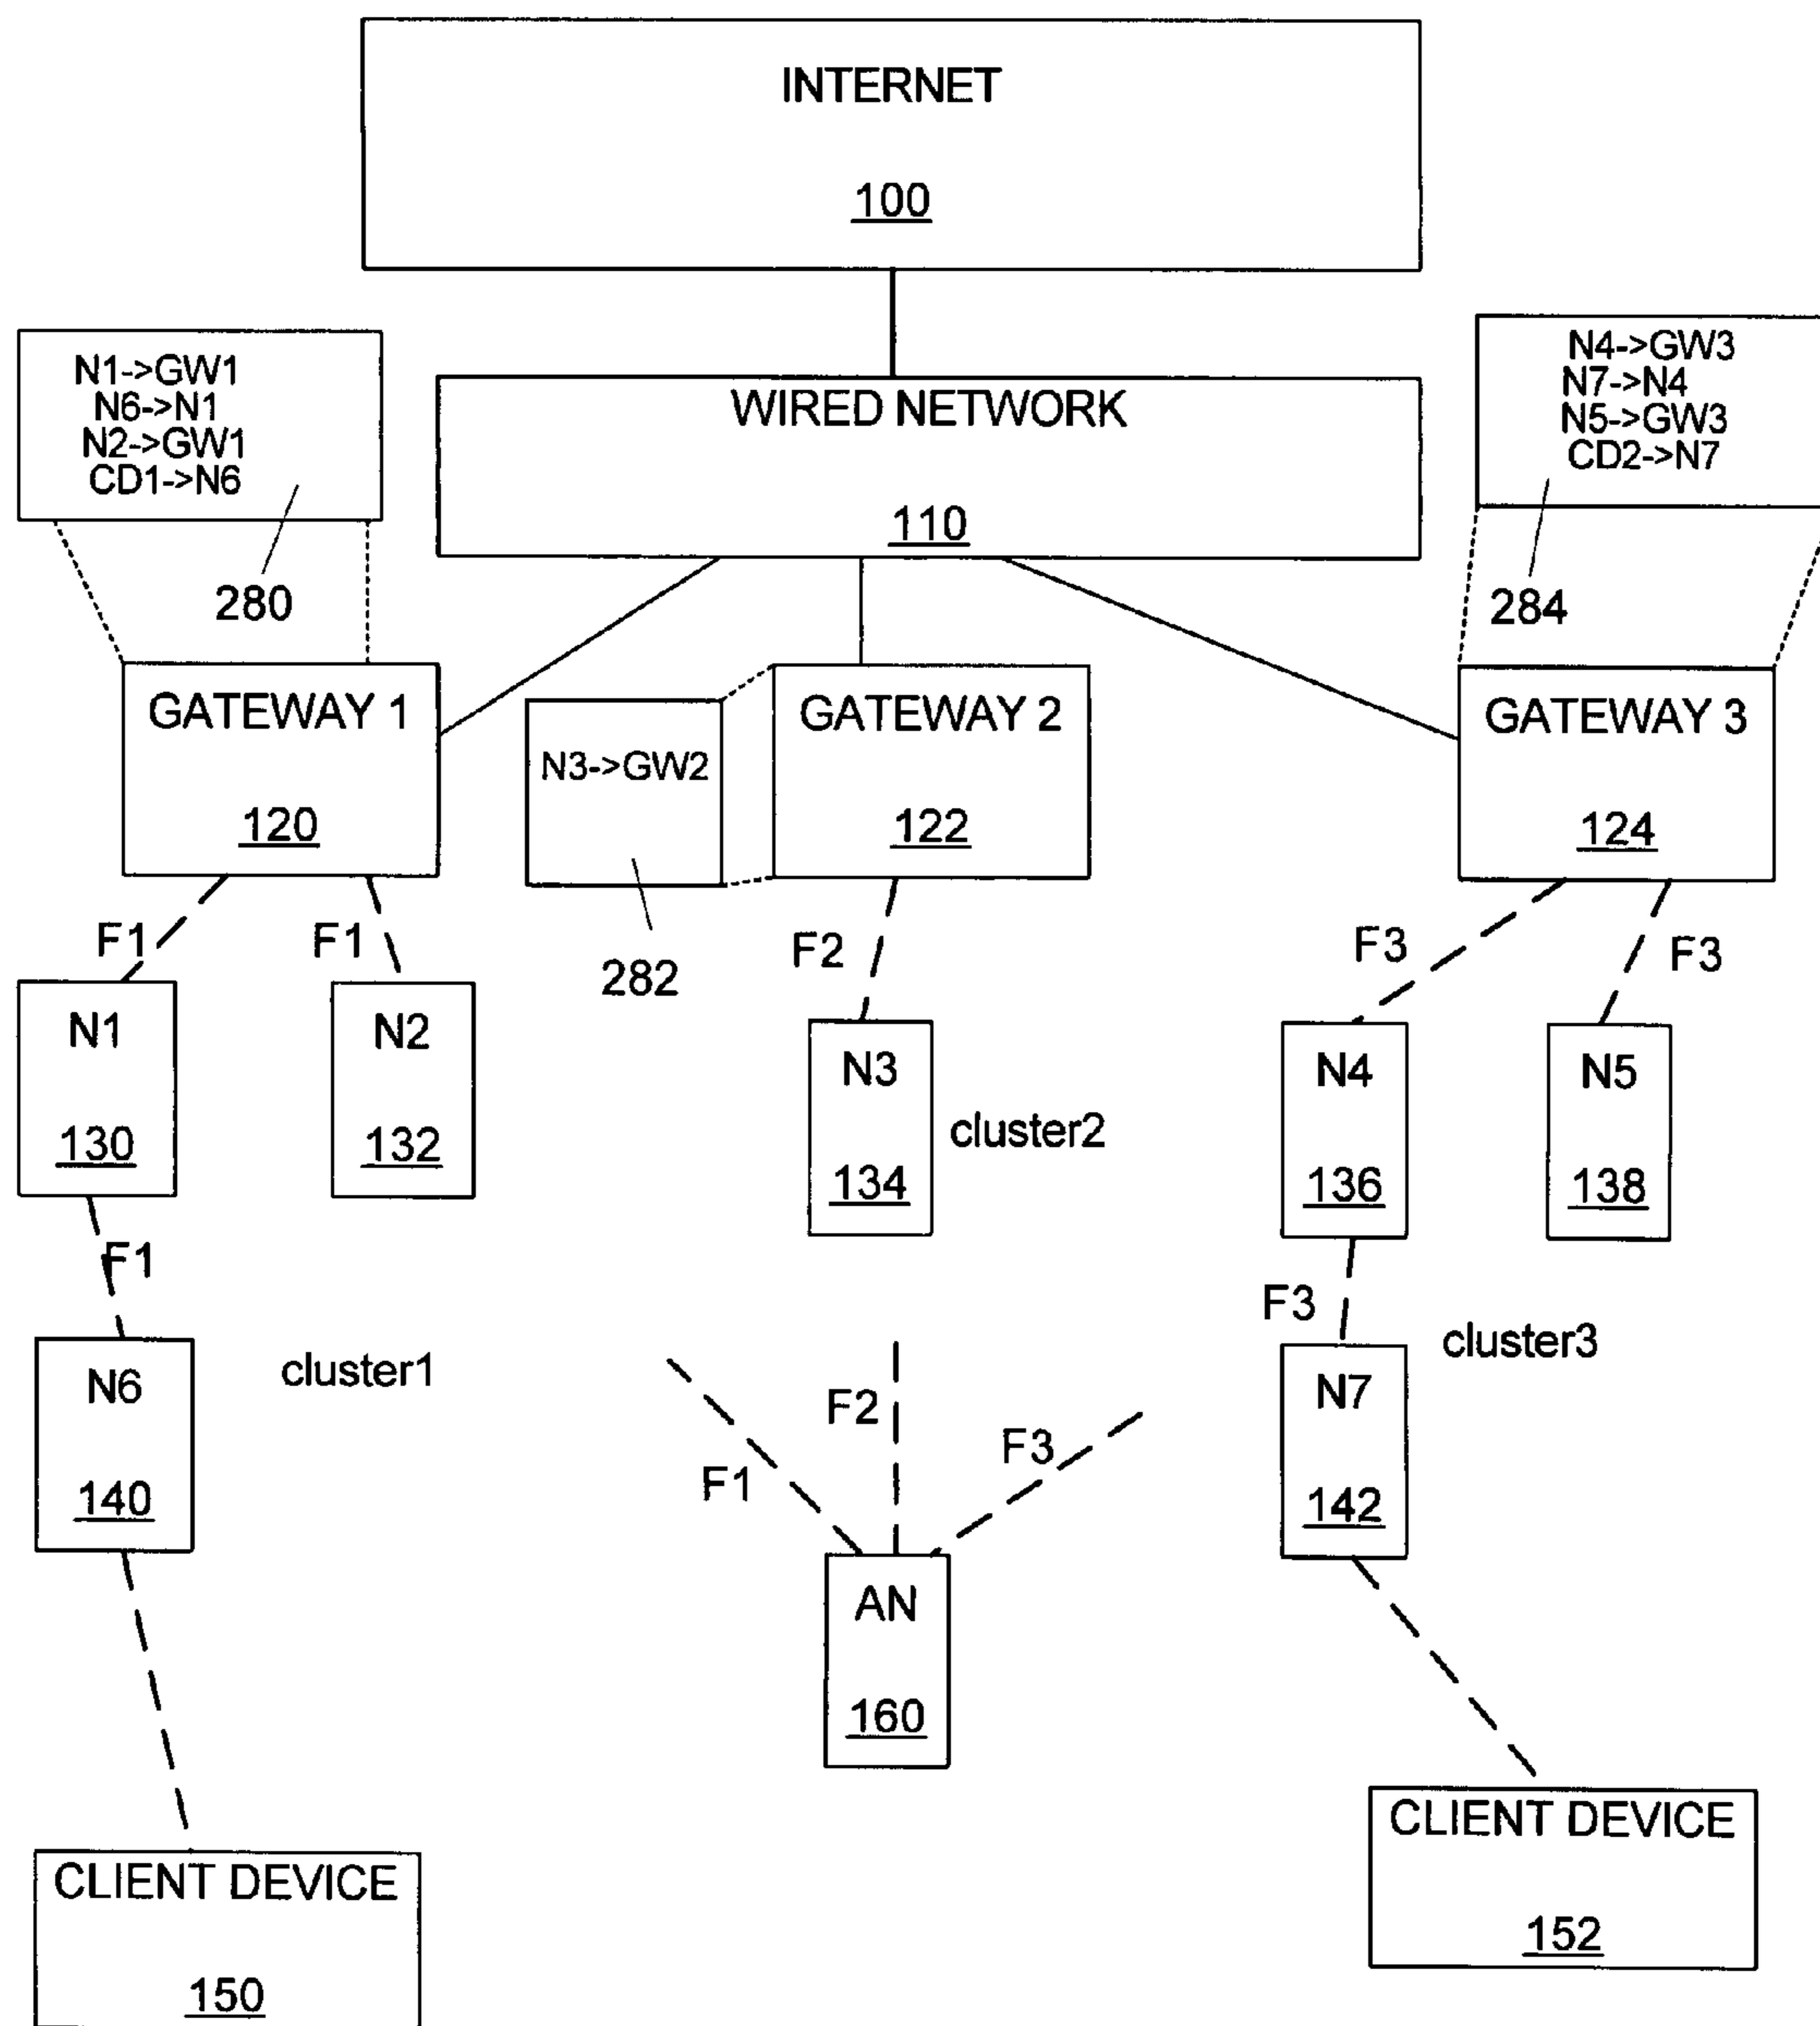 INTERNET
100
N1->GW1
N6->N1
N2->GW1
CD1->N6
280
WIRED NETWORK
110
N4->GW3
N7->N4
N5->GW3
CD2->N7
284
GATEWAY 1
120
N3->GW2
282
GATEWAY 2
122
GATEWAY 3
124
F1
F1
F2
F3
F3
N1
130
N2
132
N3
134
cluster2
N4
136
N5
138
F1
F3
N6
140
cluster1
cluster3
N7
142
F1
F2
F3
AN
160
CLIENT DEVICE
150
CLIENT DEVICE
152